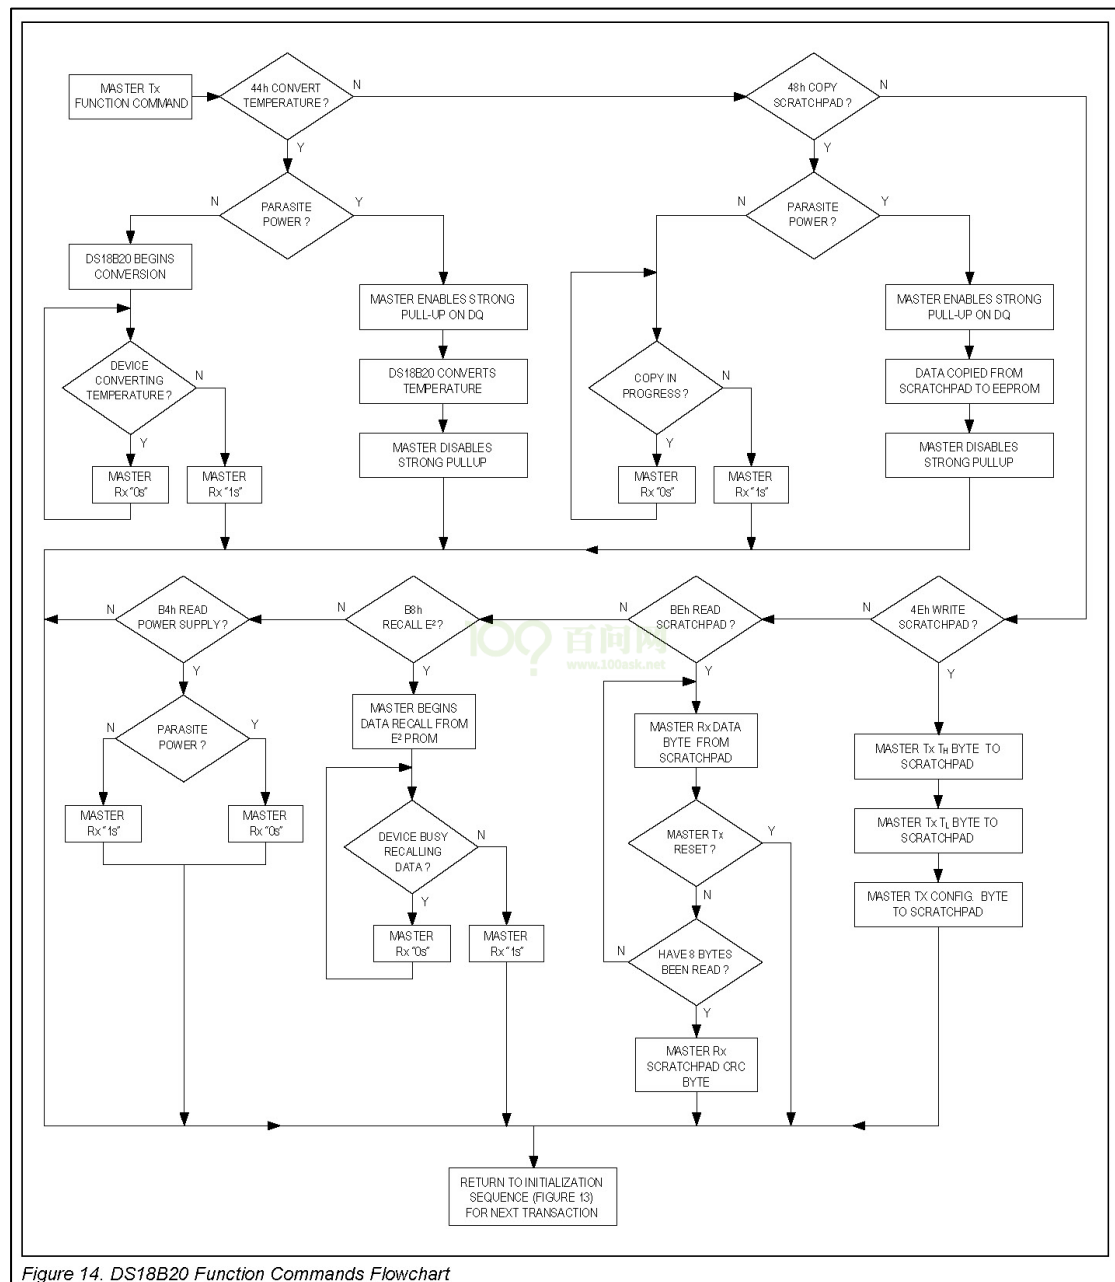 MASTER Tx
FUNCTION COMMAND
44h CONVERT
TEMPERATURE ?
N
Y
48h COPY
SCRATCHPAD ?
N
Y
PARASITE
POWER ?
N
Y
PARASITE
POWER ?
N
Y
DS18B20 BEGINS
CONVERSION
MASTER ENABLES STRONG
PULL-UP ON DQ
MASTER ENABLES STRONG
PULL-UP ON DQ
DEVICE
CONVERTING
TEMPERATURE ?
N
Y
DS18B20 CONVERTS
TEMPERATURE
COPY IN
PROGRESS ?
N
Y
DATA COPIED FROM
SCRATCHPAD TO EEPROM
MASTER
Rx "0s"
MASTER
Rx "1s"
MASTER DISABLES
STRONG PULLUP
MASTER
Rx "0s"
MASTER
Rx "1s"
MASTER DISABLES
STRONG PULLUP
B4h READ
POWER SUPPLY ?
N
Y
B8h
RECALL E² ?
N
Y
BEh READ
SCRATCHPAD ?
N
Y
4Eh WRITE
SCRATCHPAD ?
N
Y
百问网
www.100ask.net
PARASITE
POWER ?
N
Y
MASTER BEGINS
DATA RECALL FROM
E² PROM
MASTER Rx DATA
BYTE FROM
SCRATCHPAD
MASTER Tx TH BYTE TO
SCRATCHPAD
MASTER
Rx "1s"
MASTER
Rx "0s"
DEVICE BUSY
RECALLING
DATA ?
N
Y
MASTER Tx
RESET ?
Y
N
MASTER Tx TL BYTE TO
SCRATCHPAD
MASTER TX CONFIG. BYTE
TO SCRATCHPAD
MASTER
Rx "0s"
MASTER
Rx "1s"
HAVE 8 BYTES
BEEN READ ?
N
Y
MASTER Rx
SCRATCHPAD CRC
BYTE
RETURN TO INITIALIZATION
SEQUENCE (FIGURE 13)
FOR NEXT TRANSACTION
Figure 14. DS18B20 Function Commands Flowchart